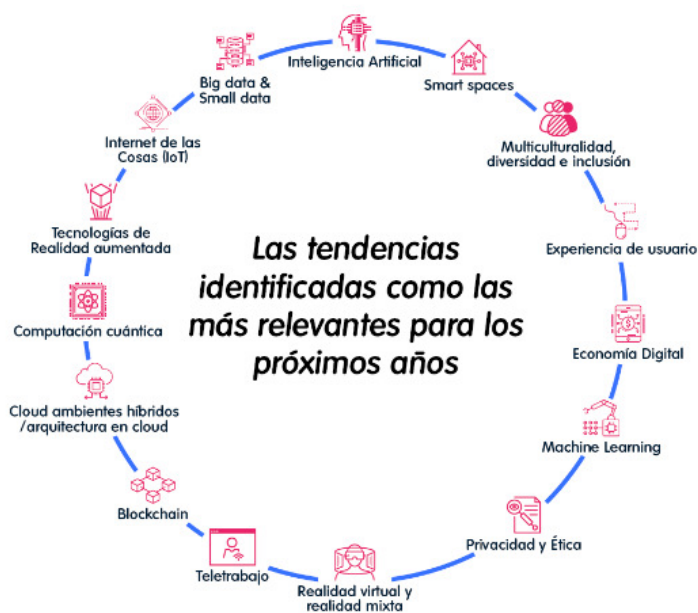 Inteligencia Artificial
Smart spaces
Multiculturalidad,
diversidad e inclusión
Experiencia de usuario
Economía Digital
Machine Learning
Privacidad y Ética
Realidad virtual y
realidad mixta
Teletrabajo
Blockchain
Cloud ambientes híbridos
/arquitectura en cloud
Computación cuántica
Tecnologías de
Realidad aumentada
Internet de las
Cosas (IoT)
Big data &
Small data
Las tendencias
identificadas como las
más relevantes para los
próximos años